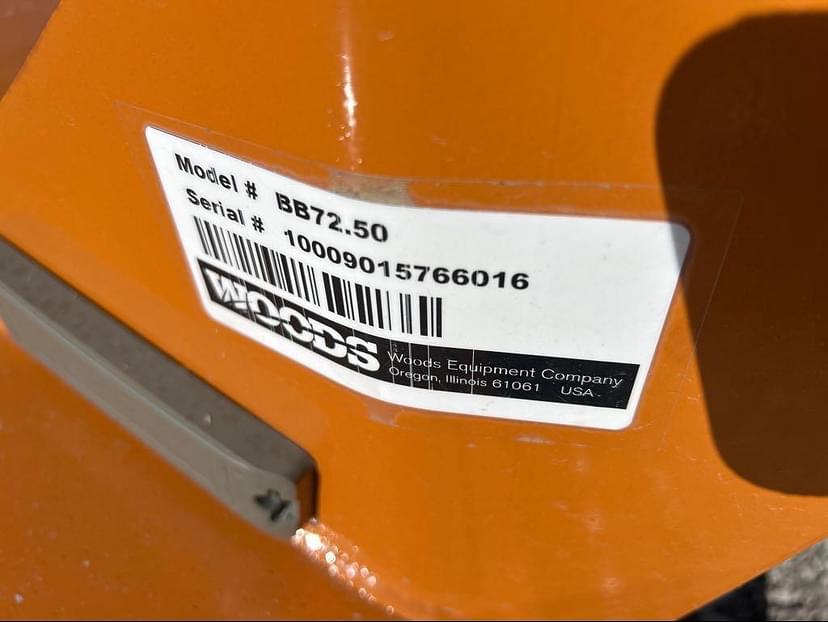 Model # BB72.50
Serial # 10009015766016
WOODS
Woods Equipment Company
Oregon, Illinois 61061 USA